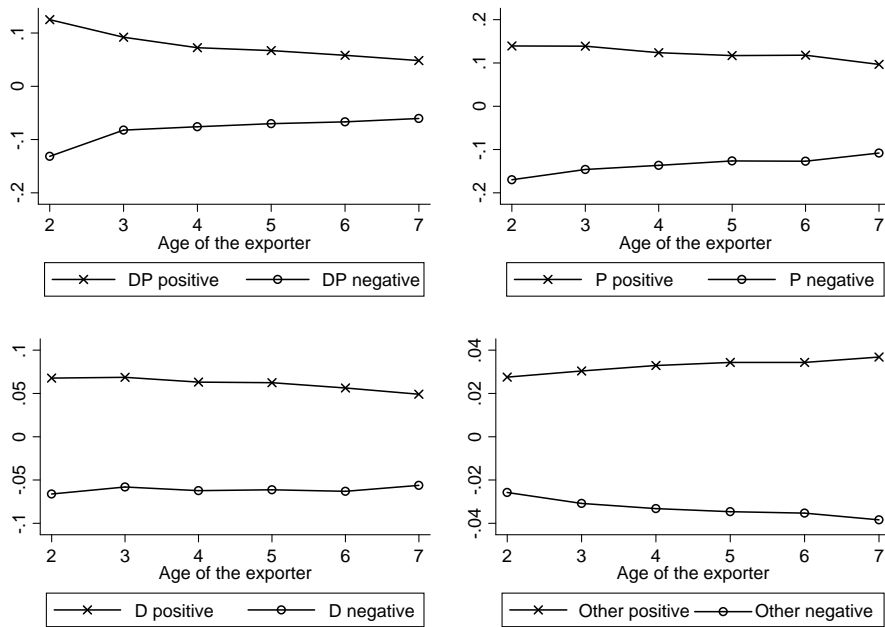 .1
0
-.1
-.2
2 3 4 5 6 7
Age of the exporter
DP positive DP negative
.2
.1
0
-.1
-.2
2 3 4 5 6 7
Age of the exporter
P positive P negative
.1
.05
0
-.05
-.1
2 3 4 5 6 7
Age of the exporter
D positive D negative
.04
.02
0
-.02
-.04
2 3 4 5 6 7
Age of the exporter
Other positive Other negative